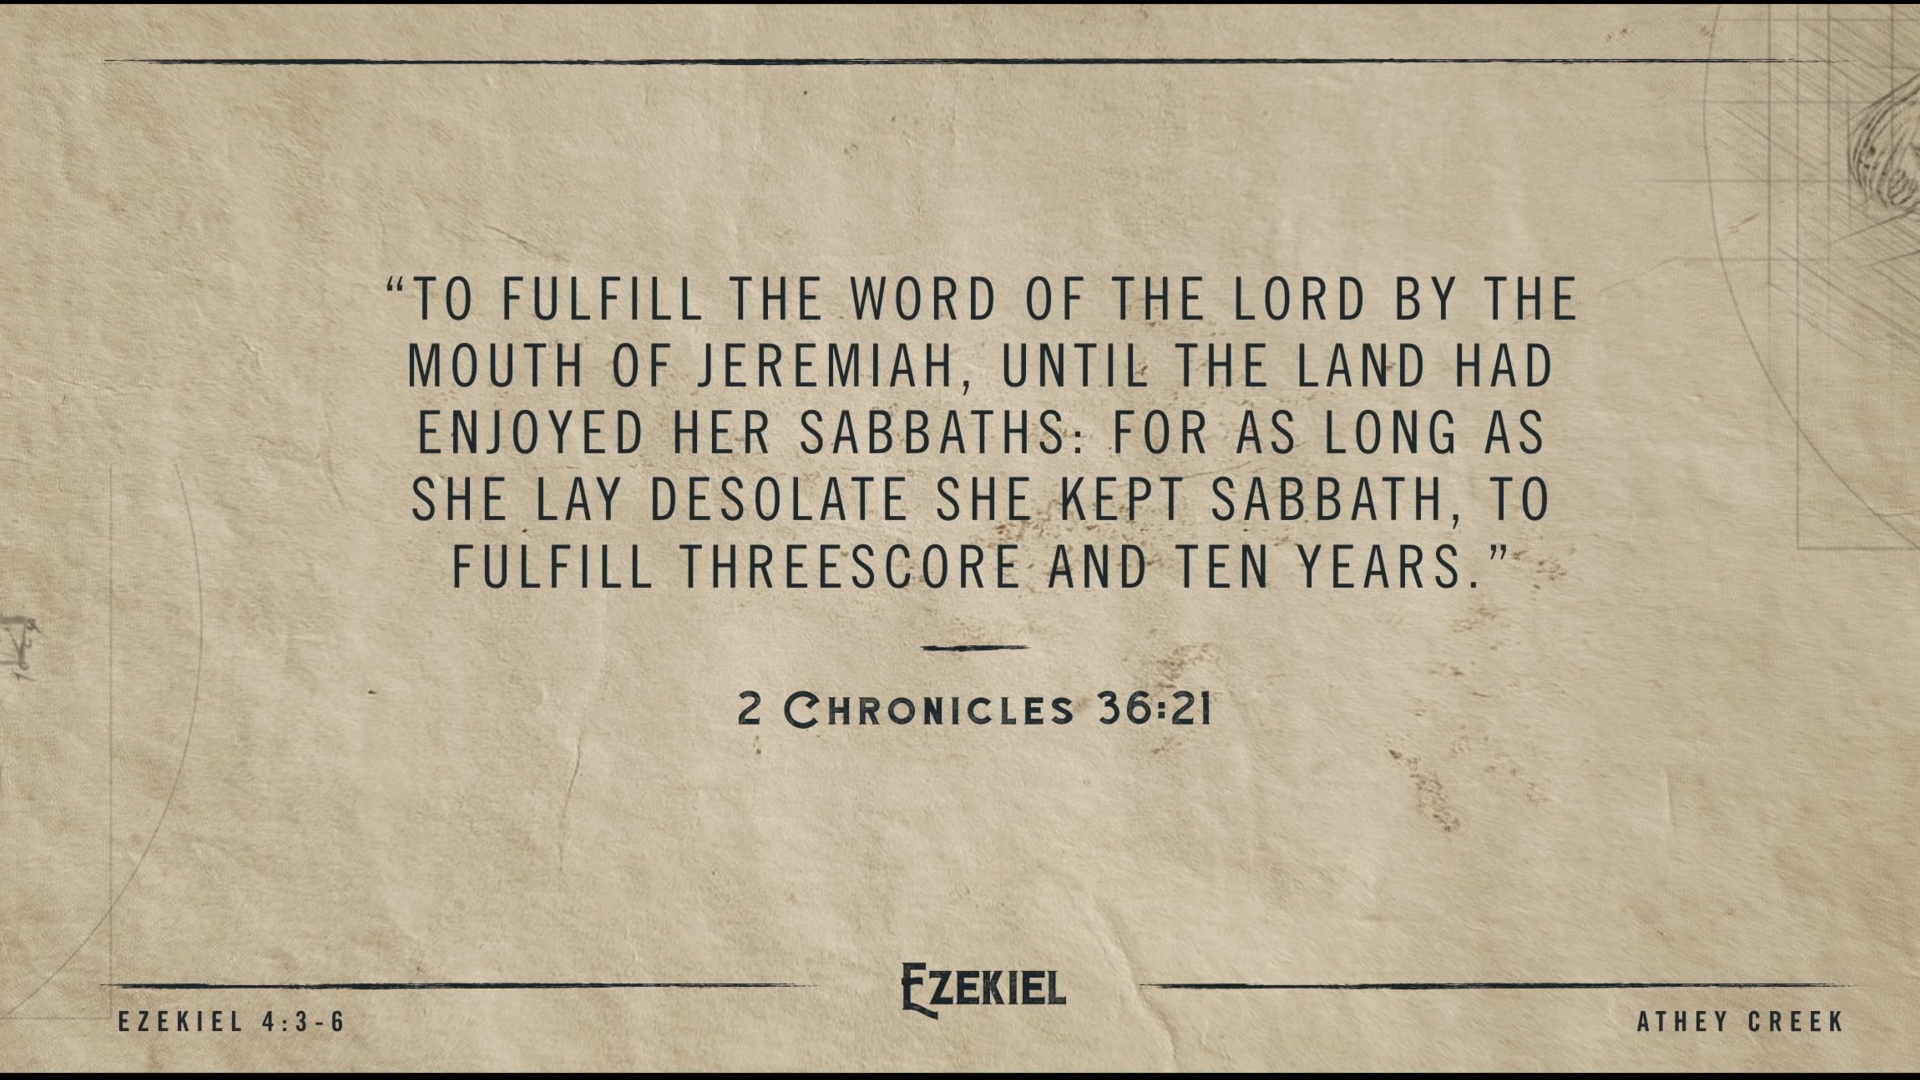 “TO FULFILL THE WORD OF THE LORD BY THE
MOUTH OF JEREMIAH, UNTIL THE LAND HAD
ENJOYED HER SABBATHS: FOR AS LONG AS
SHE LAY DESOLATE SHE KEPT SABBATH, TO
FULFILL THREESCORE AND TEN YEARS.”
2 CHRONICLES 36:21
EZEKIEL
EZEKIEL 4:3-6
ATHEY CREEK